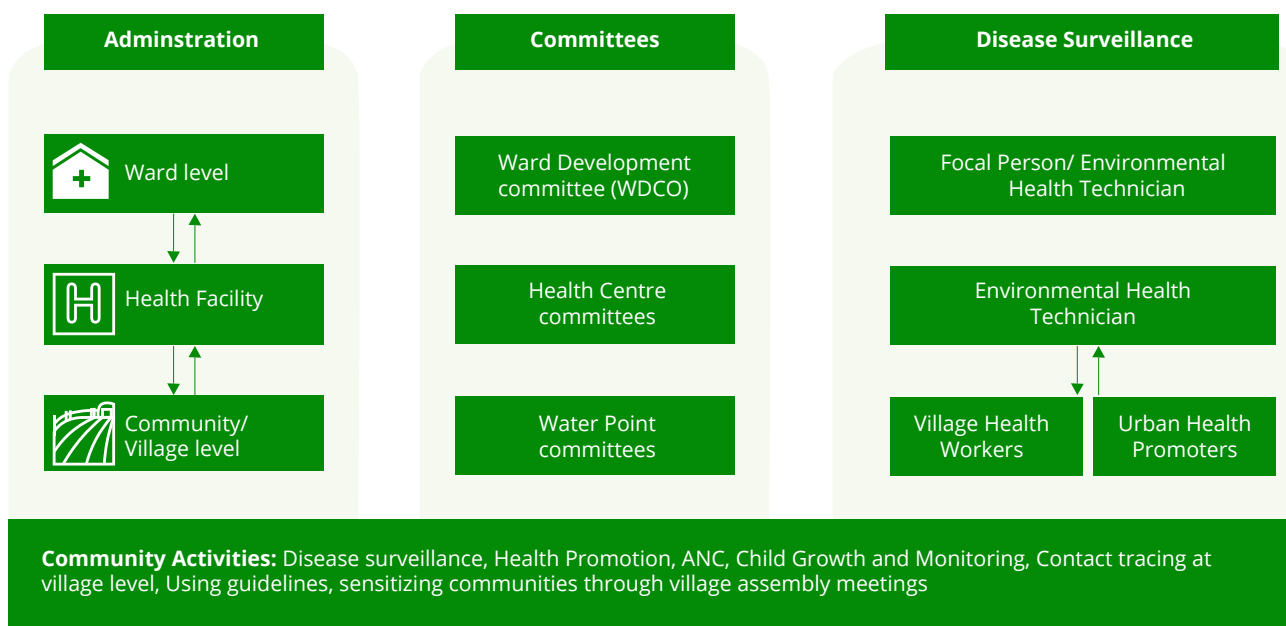 Adminstration
Committees
Disease Surveillance
Ward level
Ward Development
committee (WDCO)
Focal Person/ Environmental
Health Technician
Health Facility
Health Centre
committees
Environmental Health
Technician
Community/
Village level
Water Point
committees
Village Health
Workers
Urban Health
Promoters
Community Activities: Disease surveillance, Health Promotion, ANC, Child Growth and Monitoring, Contact tracing at
village level, Using guidelines, sensitizing communities through village assembly meetings